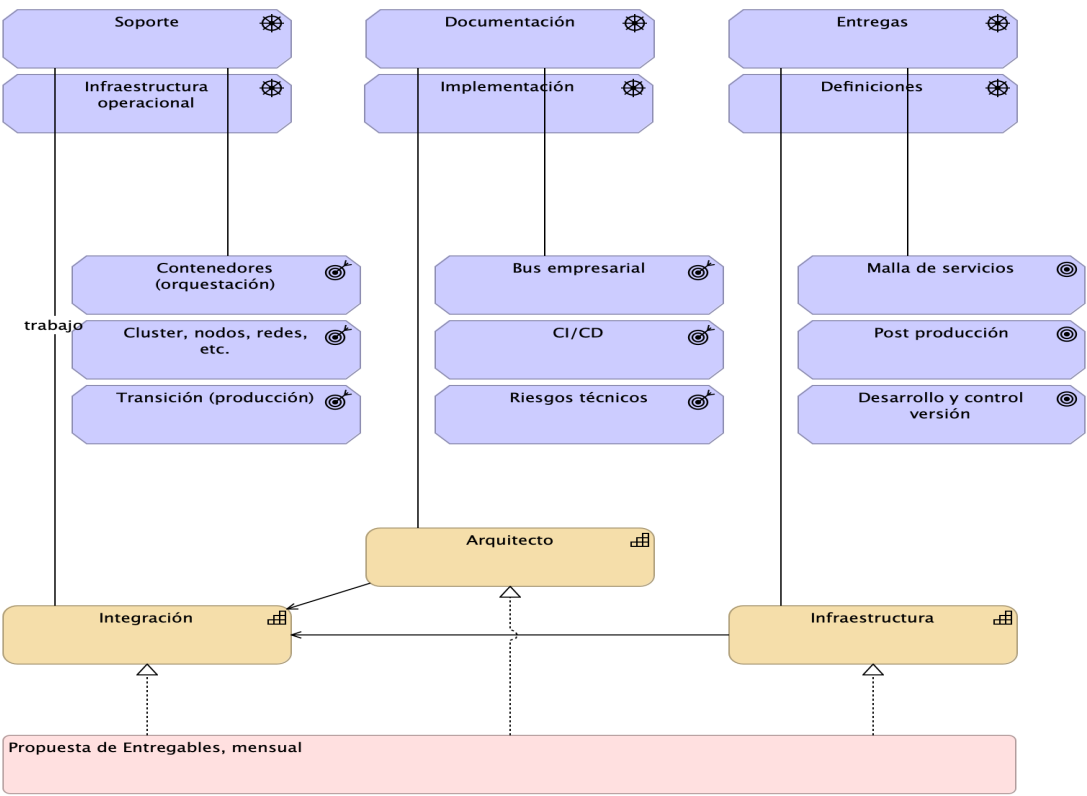 Soporte
Documentación
Entregas
Infraestructura
operacional
Implementación
Definiciones
Contenedores
(orquestación)
Bus empresarial
Malla de servicios
trabajo
Cluster, nodos, redes,
etc.
CI/CD
Post producción
Transición (producción)
Riesgos técnicos
Desarrollo y control
versión
Arquitecto
Integración
Infraestructura
Propuesta de Entregables, mensual